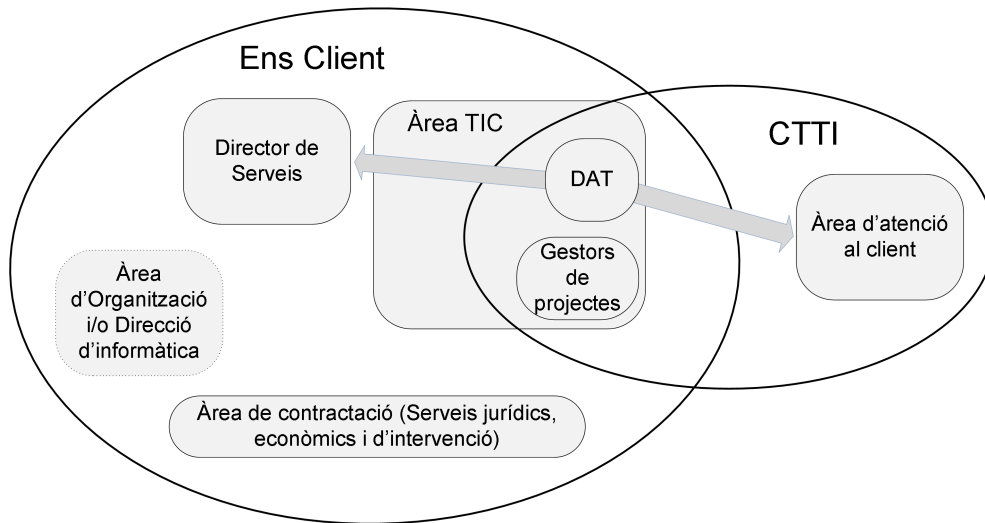 Ens Client
Àrea TIC
CTTI
Director de
Serveis
DAT
Àrea d’atenció
al client
Gestors
de
projectes
Àrea
d’Organització
i/o Direcció
d’informàtica
Àrea de contractació (Serveis jurídics,
econòmics i d’intervenció)